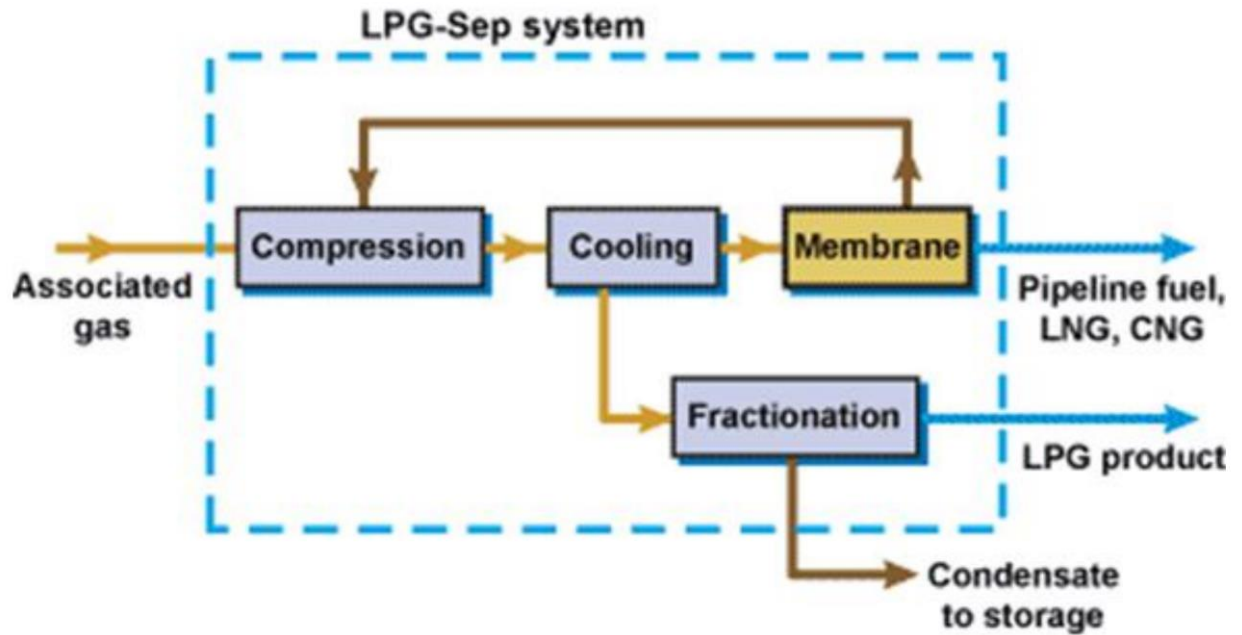 LPG-Sep system
Compression
Cooling
Membrane
Associated
gas
Pipeline fuel,
LNG, CNG
Fractionation
LPG product
Condensate
to storage